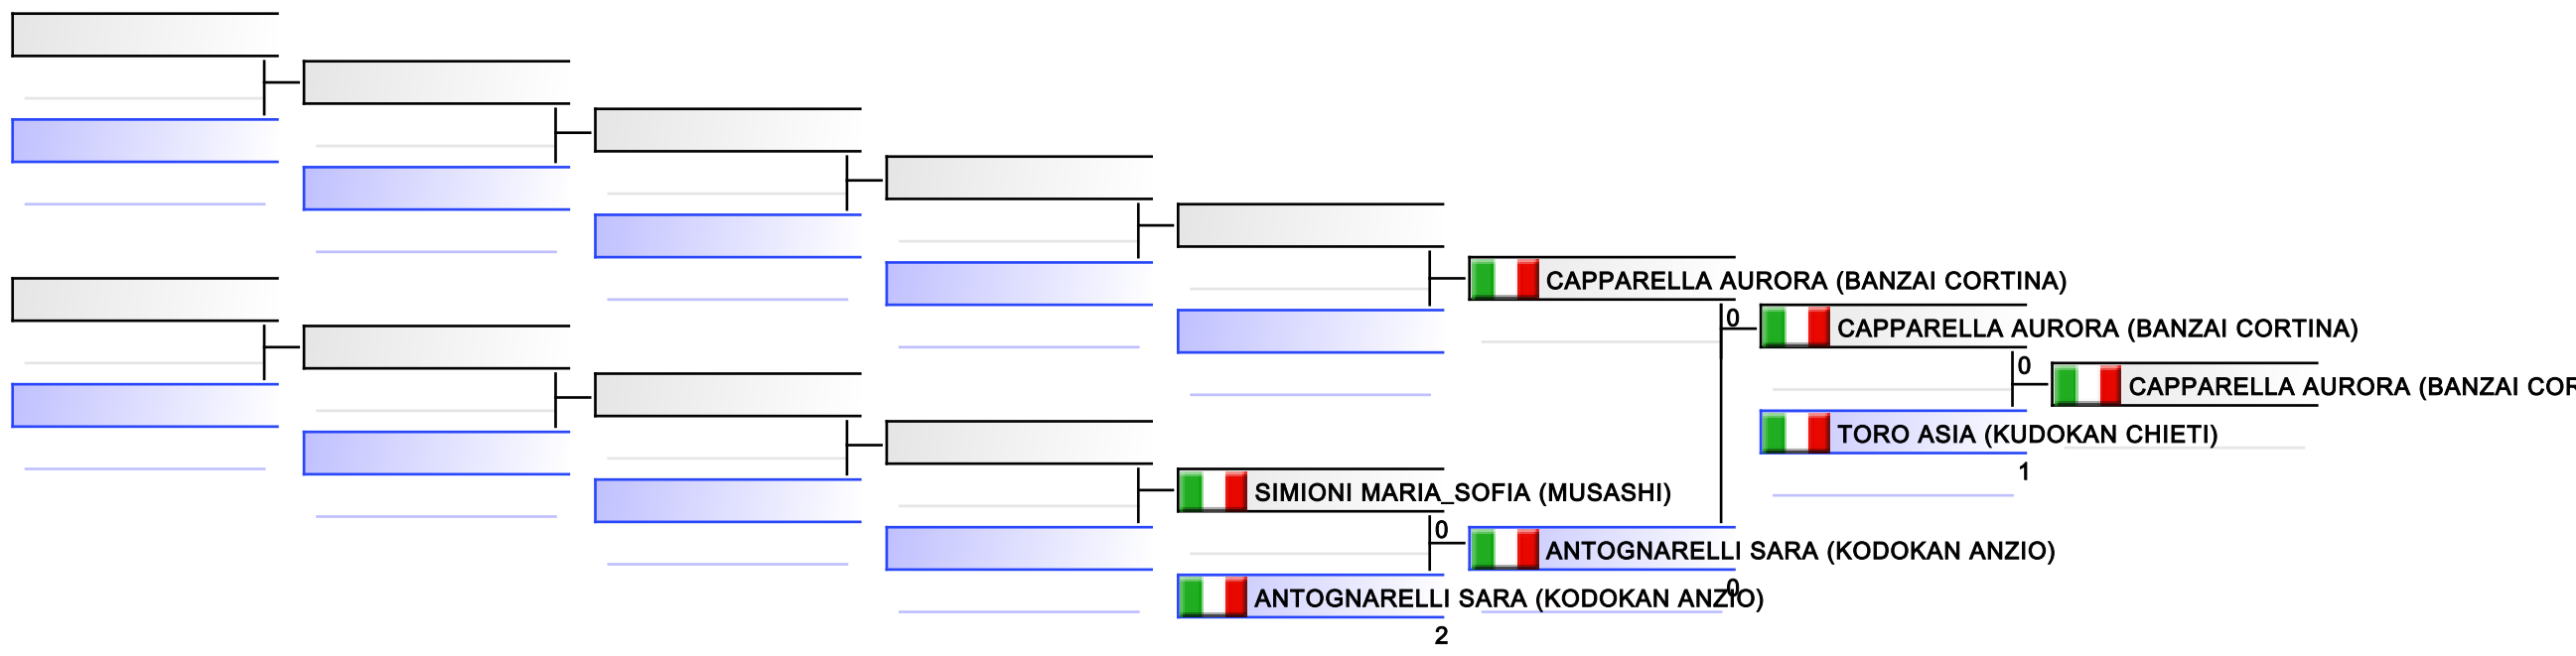 CAPPARELLA AURORA (BANZAI CORTINA)
0
CAPPARELLA AURORA (BANZAI CORTINA)
0
CAPPARELLA AURORA (BANZAI COR
TORO ASIA (KUDOKAN CHIETI)
1
SIMIONI MARIA_SOFIA (MUSASHI)
0
ANTOGNARELLI SARA (KODOKAN ANZIO)
0
ANTOGNARELLI SARA (KODOKAN ANZIO)
2